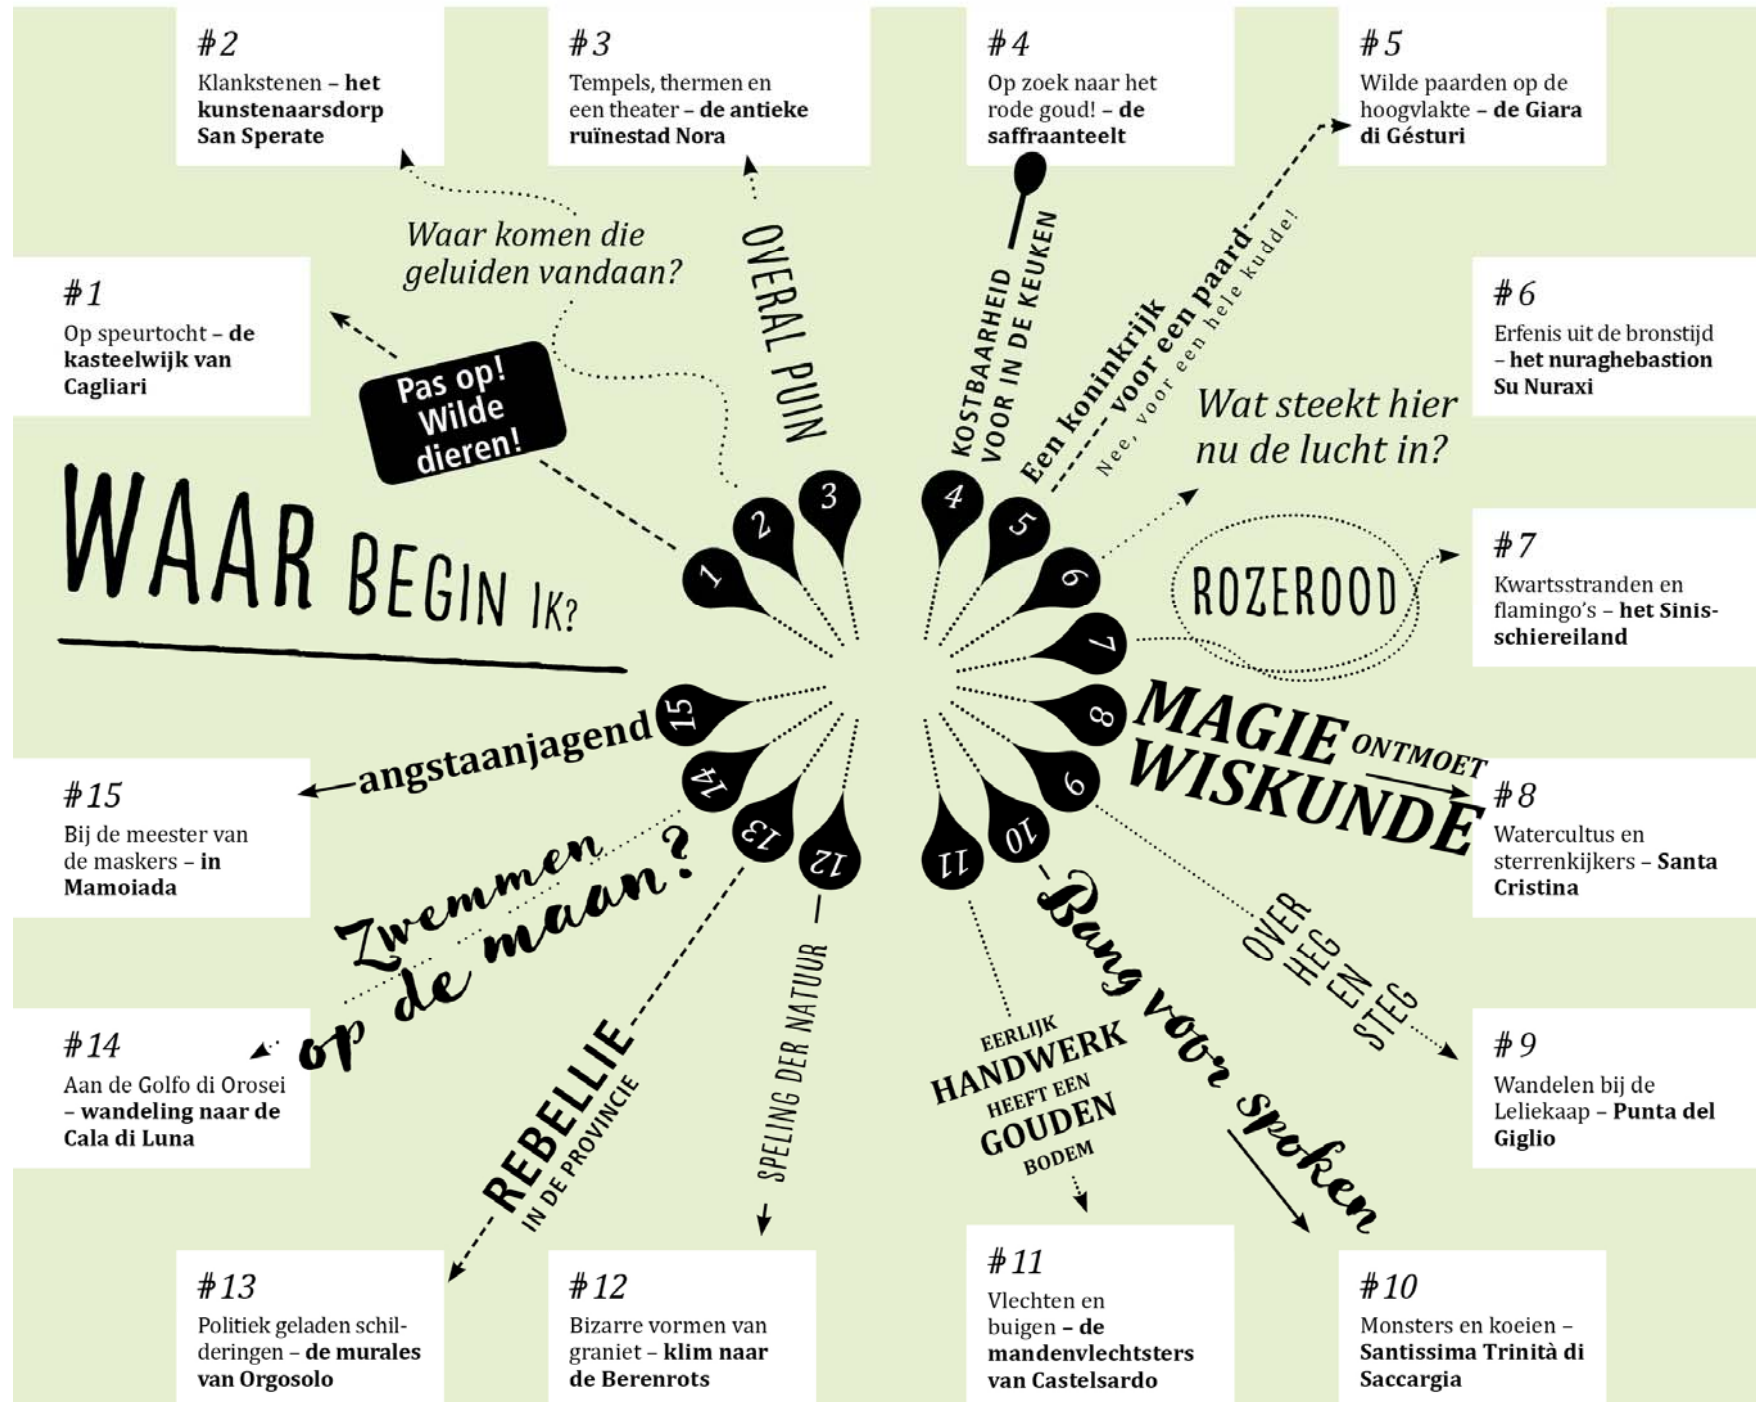 #2
Klankstenen – het
kunstenaarsdorp
San Sperate
#3
Tempels, thermen en
een theater – de antieke
ruïnestad Nora
#4
Op zoek naar het
rode goud! – de
saffraanteelt
#5
Wilde paarden op de
hoogvlakte – de Giara
di Gésturi
#1
Op speurtocht – de
kasteelwijk van
Cagliari
Waar komen die
geluiden vandaan?
OVERAL PUIN
KOSTBAARHEID
VOOR IN DE KEUKEN
Een koninkrijk
voor een paard
Nee, voor een hele kudde!
#6
Erfenis uit de bronstijd
– het nuraghebastion
Su Nuraxi
Pas op!
Wilde
dieren!
Wat steekt hier
nu de lucht in?
WAAR BEGIN IK?
1
2
3
4
5
6
7
8
9
10
11
12
13
14
15
ROZEROOD
#7
Kwartsstranden en
flamingo's – het Sinis-
schiereiland
MAGIE ONTMOET
WISKUNDE
#8
Watercultus en
sterrenkijkers – Santa
Cristina
angstaanjagend
#15
Bij de meester van
de maskers – in
Mamoiada
Zwemmen
op de maan?
#14
Aan de Golfo di Orosei
– wandeling naar de
Cala di Luna
REBELLIE
IN DE PROVINCIE
SPELING DER NATUUR
EERLIJK
HANDWERK
HEEFT EEN
GOUDEN
BODEM
Bang voor spoken
OVER
HEG
EN
STEG
#9
Wandelen bij de
Leliekaap – Punta del
Giglio
#13
Politiek geladen schil-
deringen – de murales
van Orgosolo
#12
Bizarre vormen van
graniet – klim naar
de Berenrots
#11
Vlechten en
buigen – de
mandenvlechtsters
van Castelsardo
#10
Monsters en koeien –
Santissima Trinità di
Saccargia